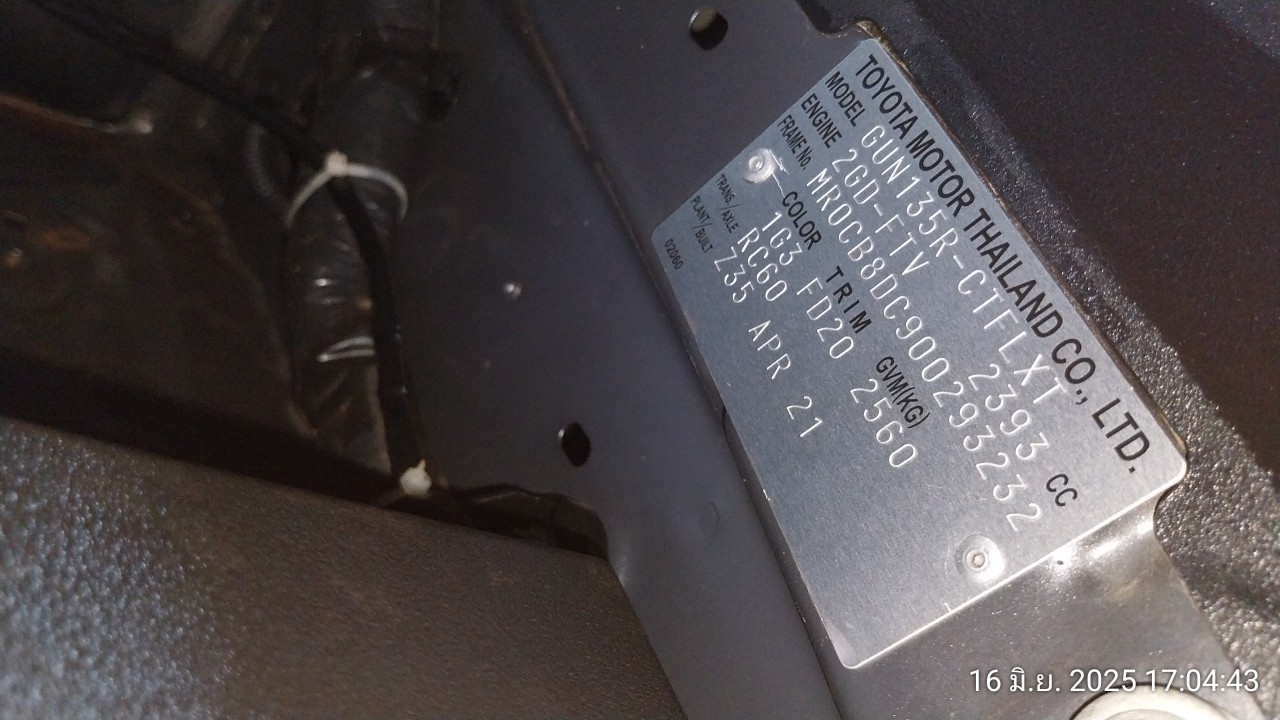 TOYOTA MOTOR THAILAND CO., LTD.
MODEL GUN135R-CTFLXT
ENGINE 2GD-FTV 2393 CC
FRAME No. MR0CB8DC900293232
COLOR TRIM GVM(KG)
1G3 FD20 2560
TRANS/AXLE RC60
PLANT/BUILT Z35 APR 21
02060
16 มิ.ย. 2025 17:04:43